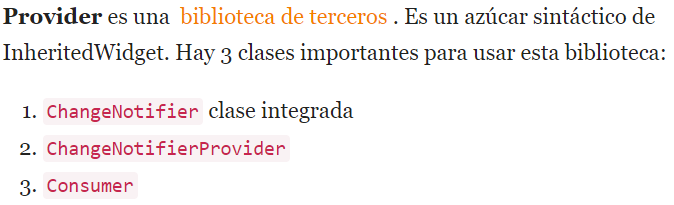 Provider es una biblioteca de terceros . Es un azúcar sintáctico de
InheritedWidget. Hay 3 clases importantes para usar esta biblioteca:
1. ChangeNotifier clase integrada
2. ChangeNotifierProvider
3. Consumer